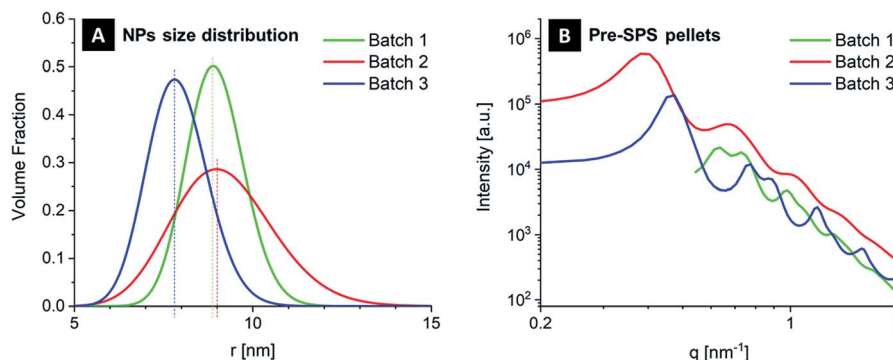 A NPs size distribution
Batch 1
Batch 2
Batch 3
Volume Fraction
0.6
0.5
0.4
0.3
0.2
0.1
0.0
5
10
15
r [nm]
B Pre-SPS pellets
Batch 1
Batch 2
Batch 3
Intensity [a.u.]
10⁶
10⁵
10⁴
10³
10²
0.2
1
q [nm⁻¹]